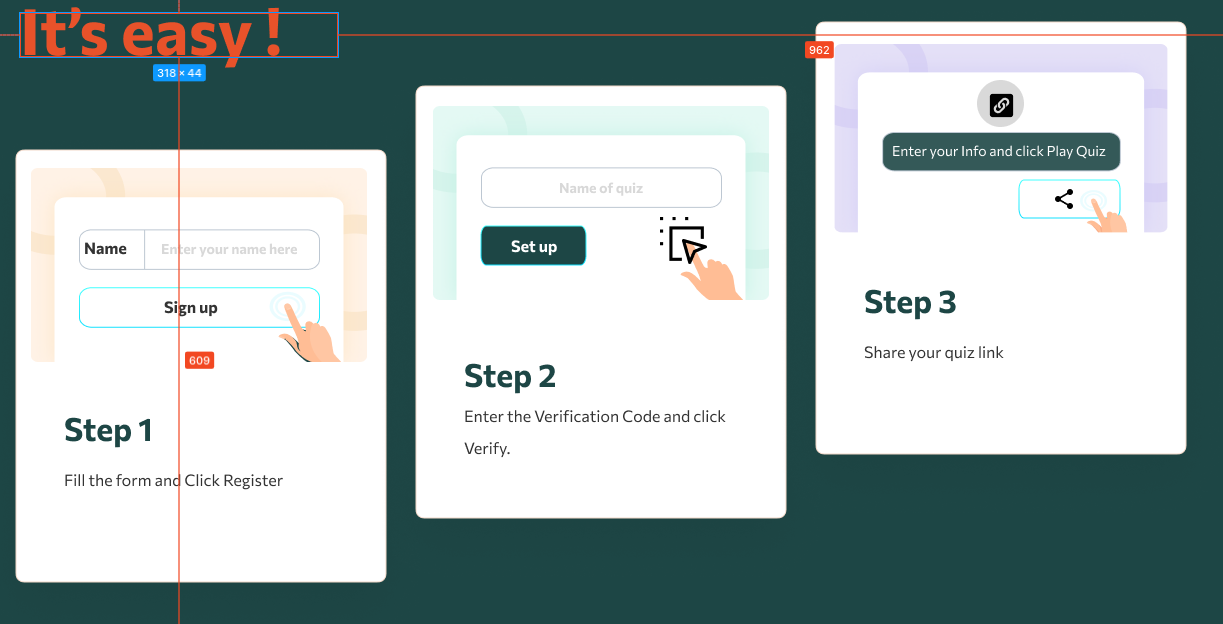 It's easy !
318 × 44
962
Enter your Info and click Play Quiz
Step 3
Share your quiz link
Name of quiz
Set up
Step 2
Enter the Verification Code and click
Verify.
Name Enter your name here
Sign up
609
Step 1
Fill the form and Click Register